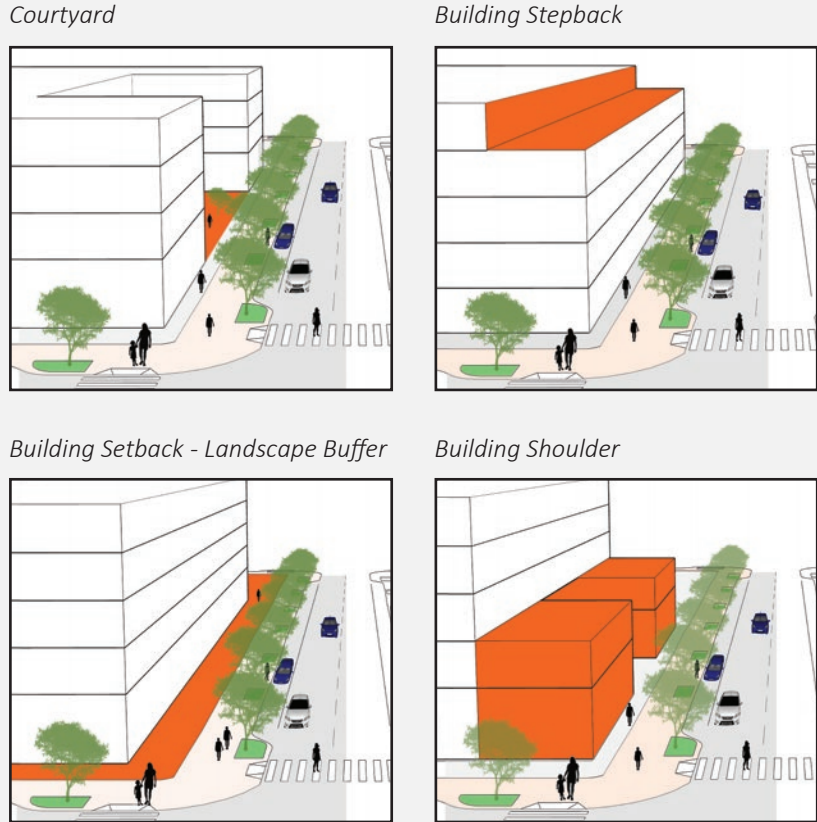 Courtyard
Building Stepback
Building Setback - Landscape Buffer
Building Shoulder